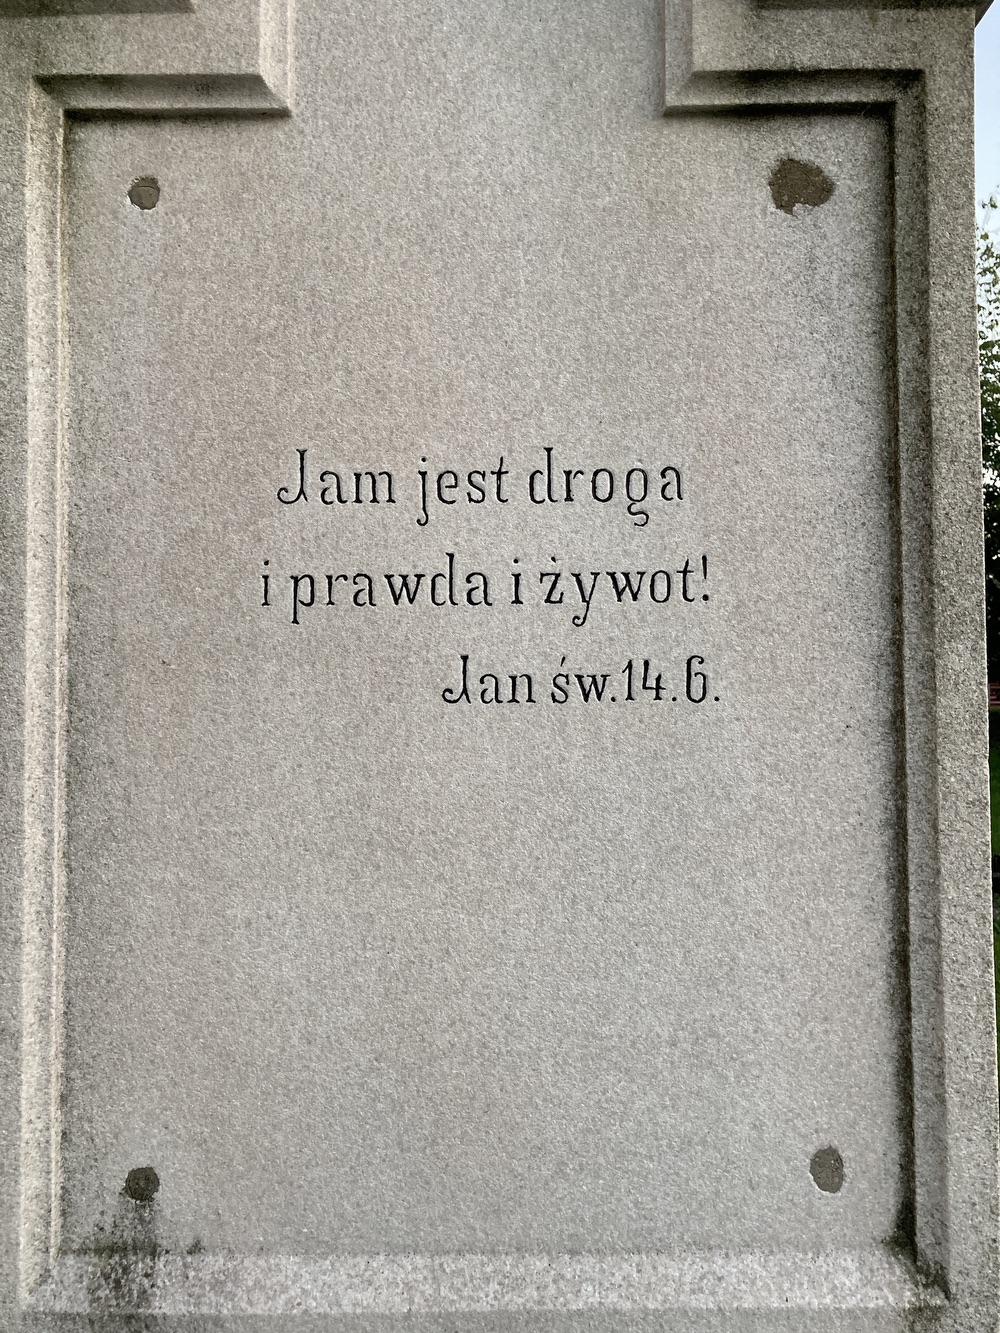 Jam jest droga
i prawda i żywot!
Jan św.14.6.